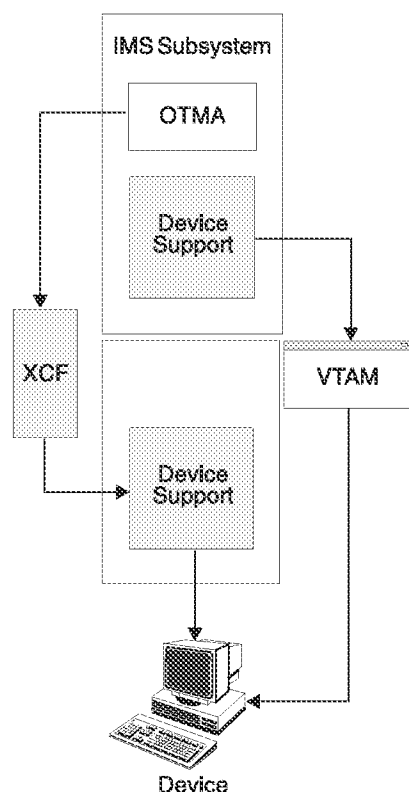 IMS Subsystem
OTMA
Device
Support
XCF
VTAM
Device
Support
Device